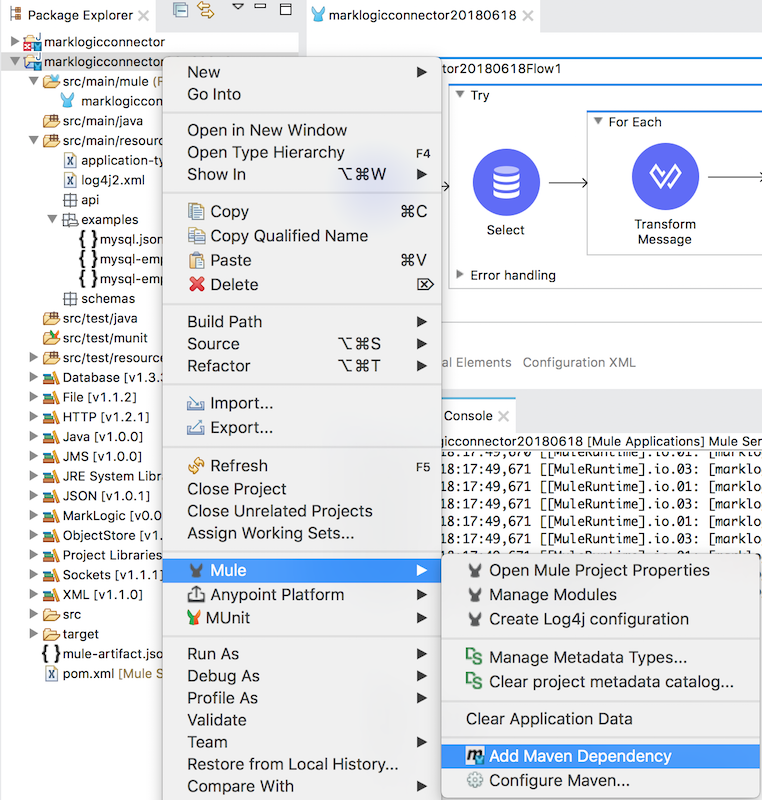 Package Explorer
marklogicconnector20180618
marklogicconnector
marklogicconnector
src/main/mule
marklogiccon
src/main/java
src/main/resour
application-ty
log4j2.xml
api
examples
mysql.json
mysql-emp
mysql-emp
schemas
src/test/java
src/test/munit
src/test/resource
Database [v1.3.
File [v1.1.2]
HTTP [v1.2.1]
Java [v1.0.0]
JMS [v1.0.0]
JRE System Libra
JSON [v1.0.1]
MarkLogic [v0.0
ObjectStore [v1.
Project Libraries
Sockets [v1.1.1]
XML [v1.1.0]
src
target
mule-artifact.jso
pom.xml [Mule S
New
Go Into
Open in New Window
Open Type Hierarchy F4
Show In ⌥⌘W
Copy ⌘C
Copy Qualified Name
Paste ⌘V
Delete ⌦
Build Path
Source ⌥⌘S
Refactor ⌥⌘T
Import...
Export...
Refresh F5
Close Project
Close Unrelated Projects
Assign Working Sets...
Mule
Anypoint Platform
MUnit
Run As
Debug As
Profile As
Validate
Team
Restore from Local History...
Compare With
Open Mule Project Properties
Manage Modules
Create Log4j configuration
DS Manage Metadata Types...
DS Clear project metadata catalog...
Clear Application Data
m Add Maven Dependency
Configure Maven...
tor20180618Flow1
Try
For Each
Select
Transform
Message
Error handling
al Elements Configuration XML
Console
gicconnector20180618 [Mule Applications] Mule Ser
18:17:49,670 [[MuleRuntime].io.03: [marklo
18:17:49,671 [[MuleRuntime].io.01: [marklo
18:17:49,671 [[MuleRuntime].io.03: [marklo
18:17:49,671 [[MuleRuntime].io.01: [marklo
18:17:49,671 [[MuleRuntime].io.03: [marklo
18:17:49,671 [[MuleRuntime].io.01: [marklo